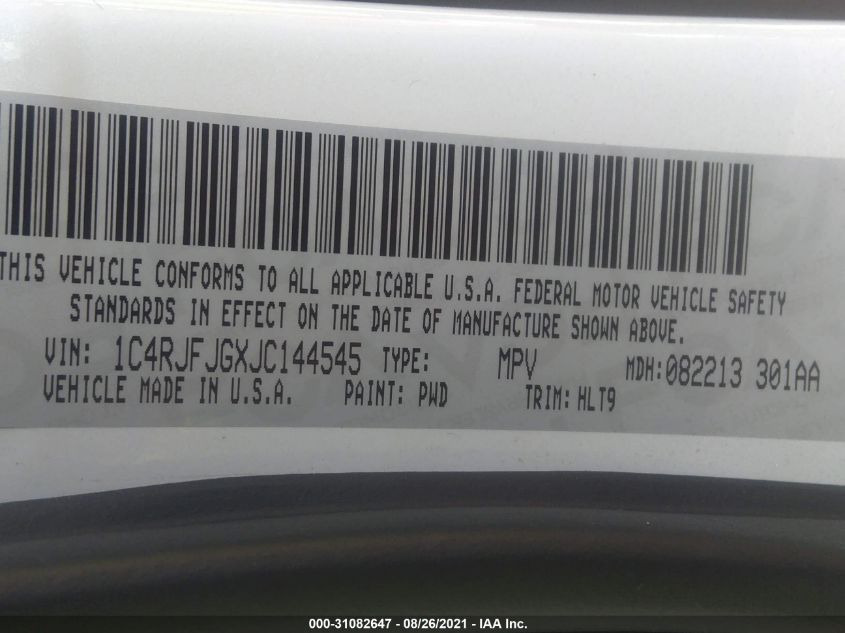 THIS VEHICLE CONFORMS TO ALL APPLICABLE U.S.A. FEDERAL MOTOR VEHICLE SAFETY
STANDARDS IN EFFECT ON THE DATE OF MANUFACTURE SHOWN ABOVE.
VIN: 1C4RJFJGXJC144545 TYPE: MPV MDH:082213 301AA
VEHICLE MADE IN U.S.A. PAINT: PWD TRIM: HLT9
000-31082647 - 08/26/2021 - IAA Inc.